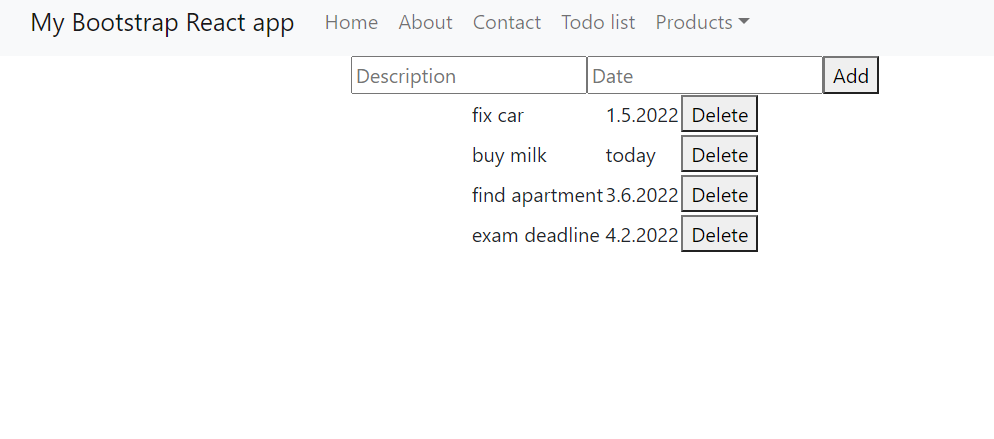 My Bootstrap React app Home About Contact Todo list Products
Description Date Add
fix car 1.5.2022 Delete
buy milk today Delete
find apartment 3.6.2022 Delete
exam deadline 4.2.2022 Delete